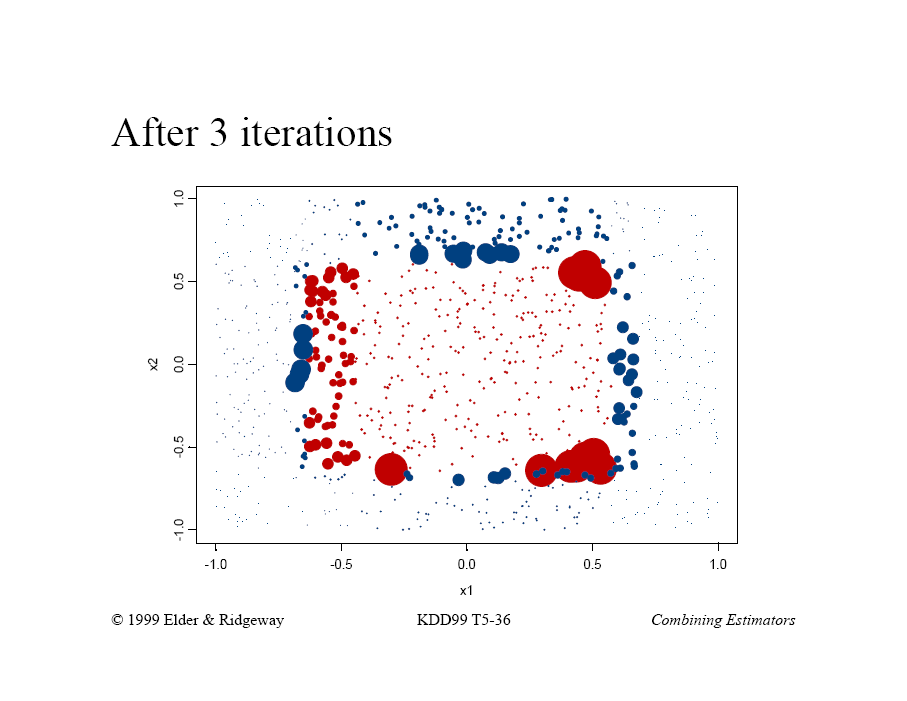 After 3 iterations
1.0
0.5
0.0
-0.5
-1.0
x2
-1.0 -0.5 0.0 0.5 1.0
x1
© 1999 Elder & Ridgeway KDD99 T5-36 Combining Estimators